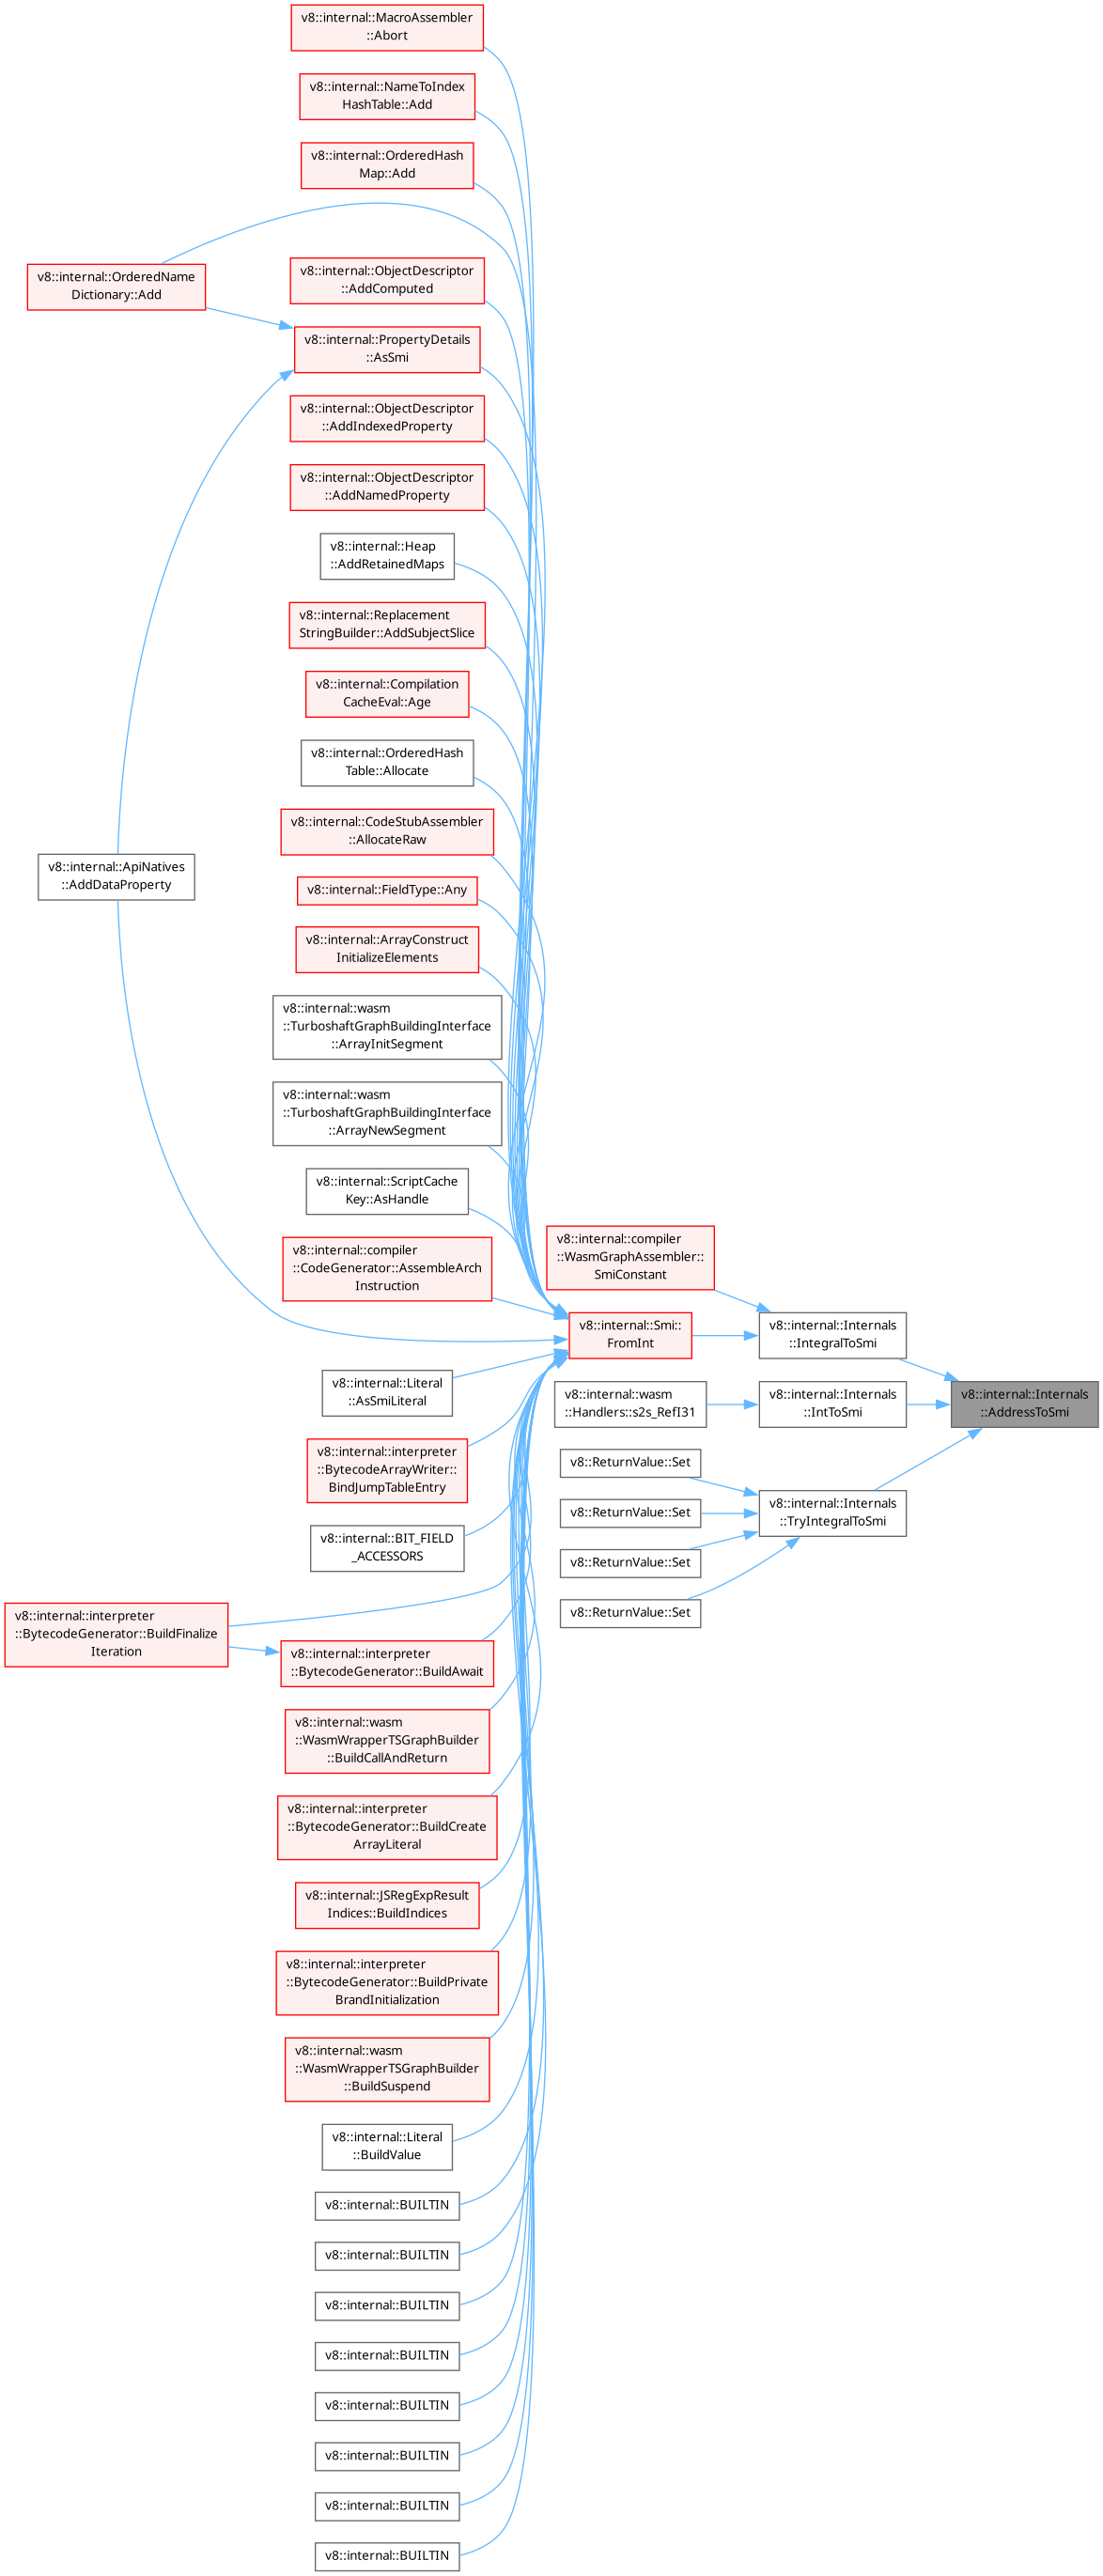 v8::internal::MacroAssembler
::Abort
v8::internal::NameToIndex
HashTable::Add
v8::internal::OrderedHash
Map::Add
v8::internal::OrderedName
Dictionary::Add
v8::internal::ObjectDescriptor
::AddComputed
v8::internal::PropertyDetails
::AsSmi
v8::internal::ObjectDescriptor
::AddIndexedProperty
v8::internal::ObjectDescriptor
::AddNamedProperty
v8::internal::Heap
::AddRetainedMaps
v8::internal::Replacement
StringBuilder::AddSubjectSlice
v8::internal::Compilation
CacheEval::Age
v8::internal::OrderedHash
Table::Allocate
v8::internal::CodeStubAssembler
::AllocateRaw
v8::internal::ApiNatives
::AddDataProperty
v8::internal::FieldType::Any
v8::internal::ArrayConstruct
InitializeElements
v8::internal::wasm
::TurboshaftGraphBuildingInterface
::ArrayInitSegment
v8::internal::wasm
::TurboshaftGraphBuildingInterface
::ArrayNewSegment
v8::internal::ScriptCache
Key::AsHandle
v8::internal::compiler
::CodeGenerator::AssembleArch
Instruction
v8::internal::compiler
::WasmGraphAssembler::
SmiConstant
v8::internal::Smi::
FromInt
v8::internal::Internals
::IntegralToSmi
v8::internal::Literal
::AsSmiLiteral
v8::internal::wasm
::Handlers::s2s_RefI31
v8::internal::Internals
::IntToSmi
v8::internal::Internals
::AddressToSmi
v8::internal::interpreter
::BytecodeArrayWriter::
BindJumpTableEntry
v8::ReturnValue::Set
v8::ReturnValue::Set
v8::internal::Internals
::TryIntegralToSmi
v8::ReturnValue::Set
v8::ReturnValue::Set
v8::internal::BIT_FIELD
_ACCESSORS
v8::internal::interpreter
::BytecodeGenerator::BuildFinalize
Iteration
v8::internal::interpreter
::BytecodeGenerator::BuildAwait
v8::internal::wasm
::WasmWrapperTSGraphBuilder
::BuildCallAndReturn
v8::internal::interpreter
::BytecodeGenerator::BuildCreate
ArrayLiteral
v8::internal::JSRegExpResult
Indices::BuildIndices
v8::internal::interpreter
::BytecodeGenerator::BuildPrivate
BrandInitialization
v8::internal::wasm
::WasmWrapperTSGraphBuilder
::BuildSuspend
v8::internal::Literal
::BuildValue
v8::internal::BUILTIN
v8::internal::BUILTIN
v8::internal::BUILTIN
v8::internal::BUILTIN
v8::internal::BUILTIN
v8::internal::BUILTIN
v8::internal::BUILTIN
v8::internal::BUILTIN